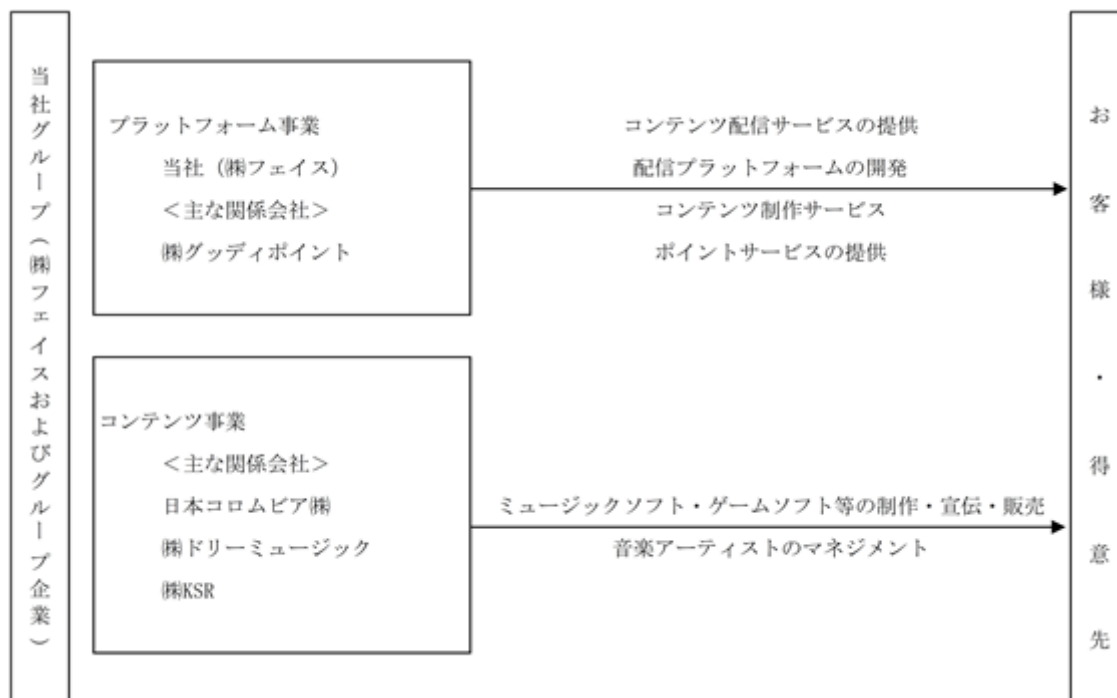 当社グループ（㈱フェイスおよびグループ企業）
プラットフォーム事業
当社（㈱フェイス）
＜主な関係会社＞
㈱グッディポイント
コンテンツ配信サービスの提供
配信プラットフォームの開発
コンテンツ制作サービス
ポイントサービスの提供
コンテンツ事業
＜主な関係会社＞
日本コロムビア㈱
㈱ドリーミュージック
㈱KSR
ミュージックソフト・ゲームソフト等の制作・宣伝・販売
音楽アーティストのマネジメント
お客様・得意先